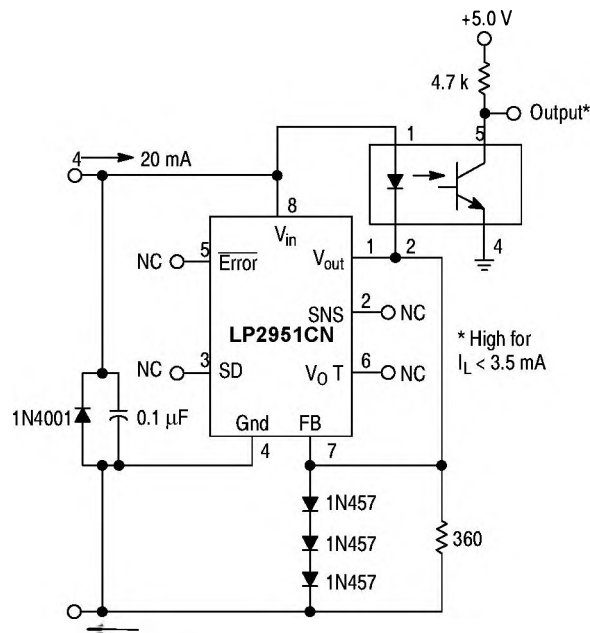 +5.0 V
4.7 k
Output*
1
5
4 20 mA
8
Vin
4
NC
5
Error
Vout
1
2
SNS
2
NC
LP2951CN
* High for
IL < 3.5 mA
NC
3
SD
VO T
6
NC
1N4001
0.1 µF
Gnd
FB
4
7
1N457
1N457
1N457
360